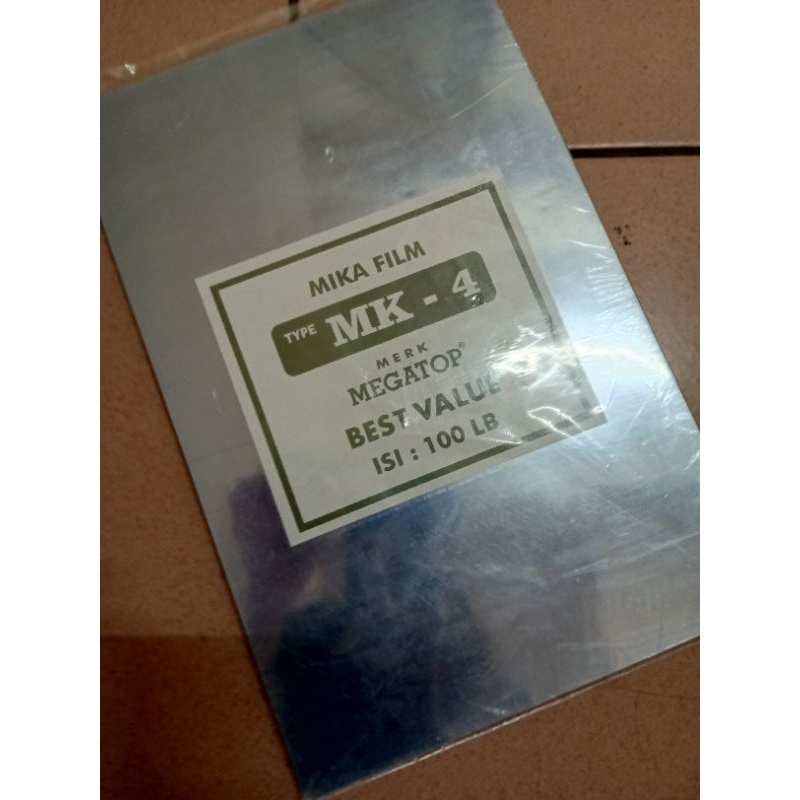 MIKA FILM
TYPE MK - 4
MERK
MEGATOP®
BEST VALUE
ISI : 100 LB